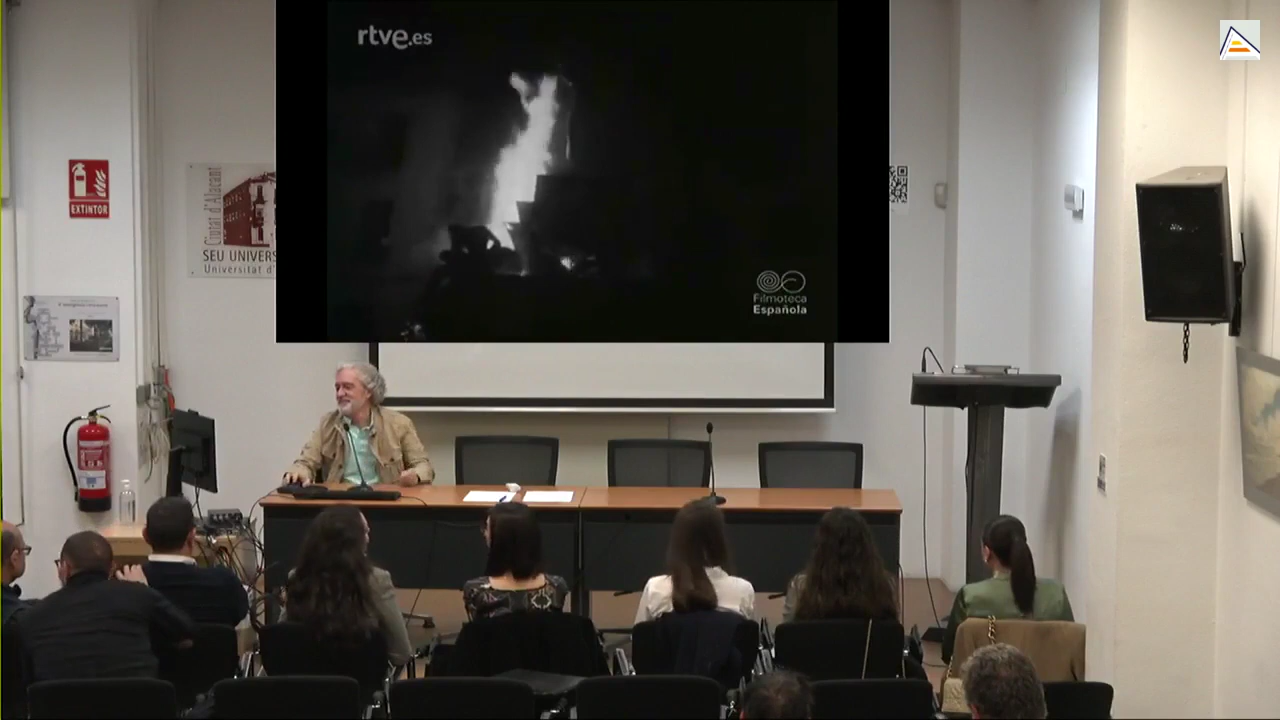 rtve.es
Filmoteca
Española
EXTINTOR
Ciutat d'Alacant
SEU UNIVERS
Universitat d'